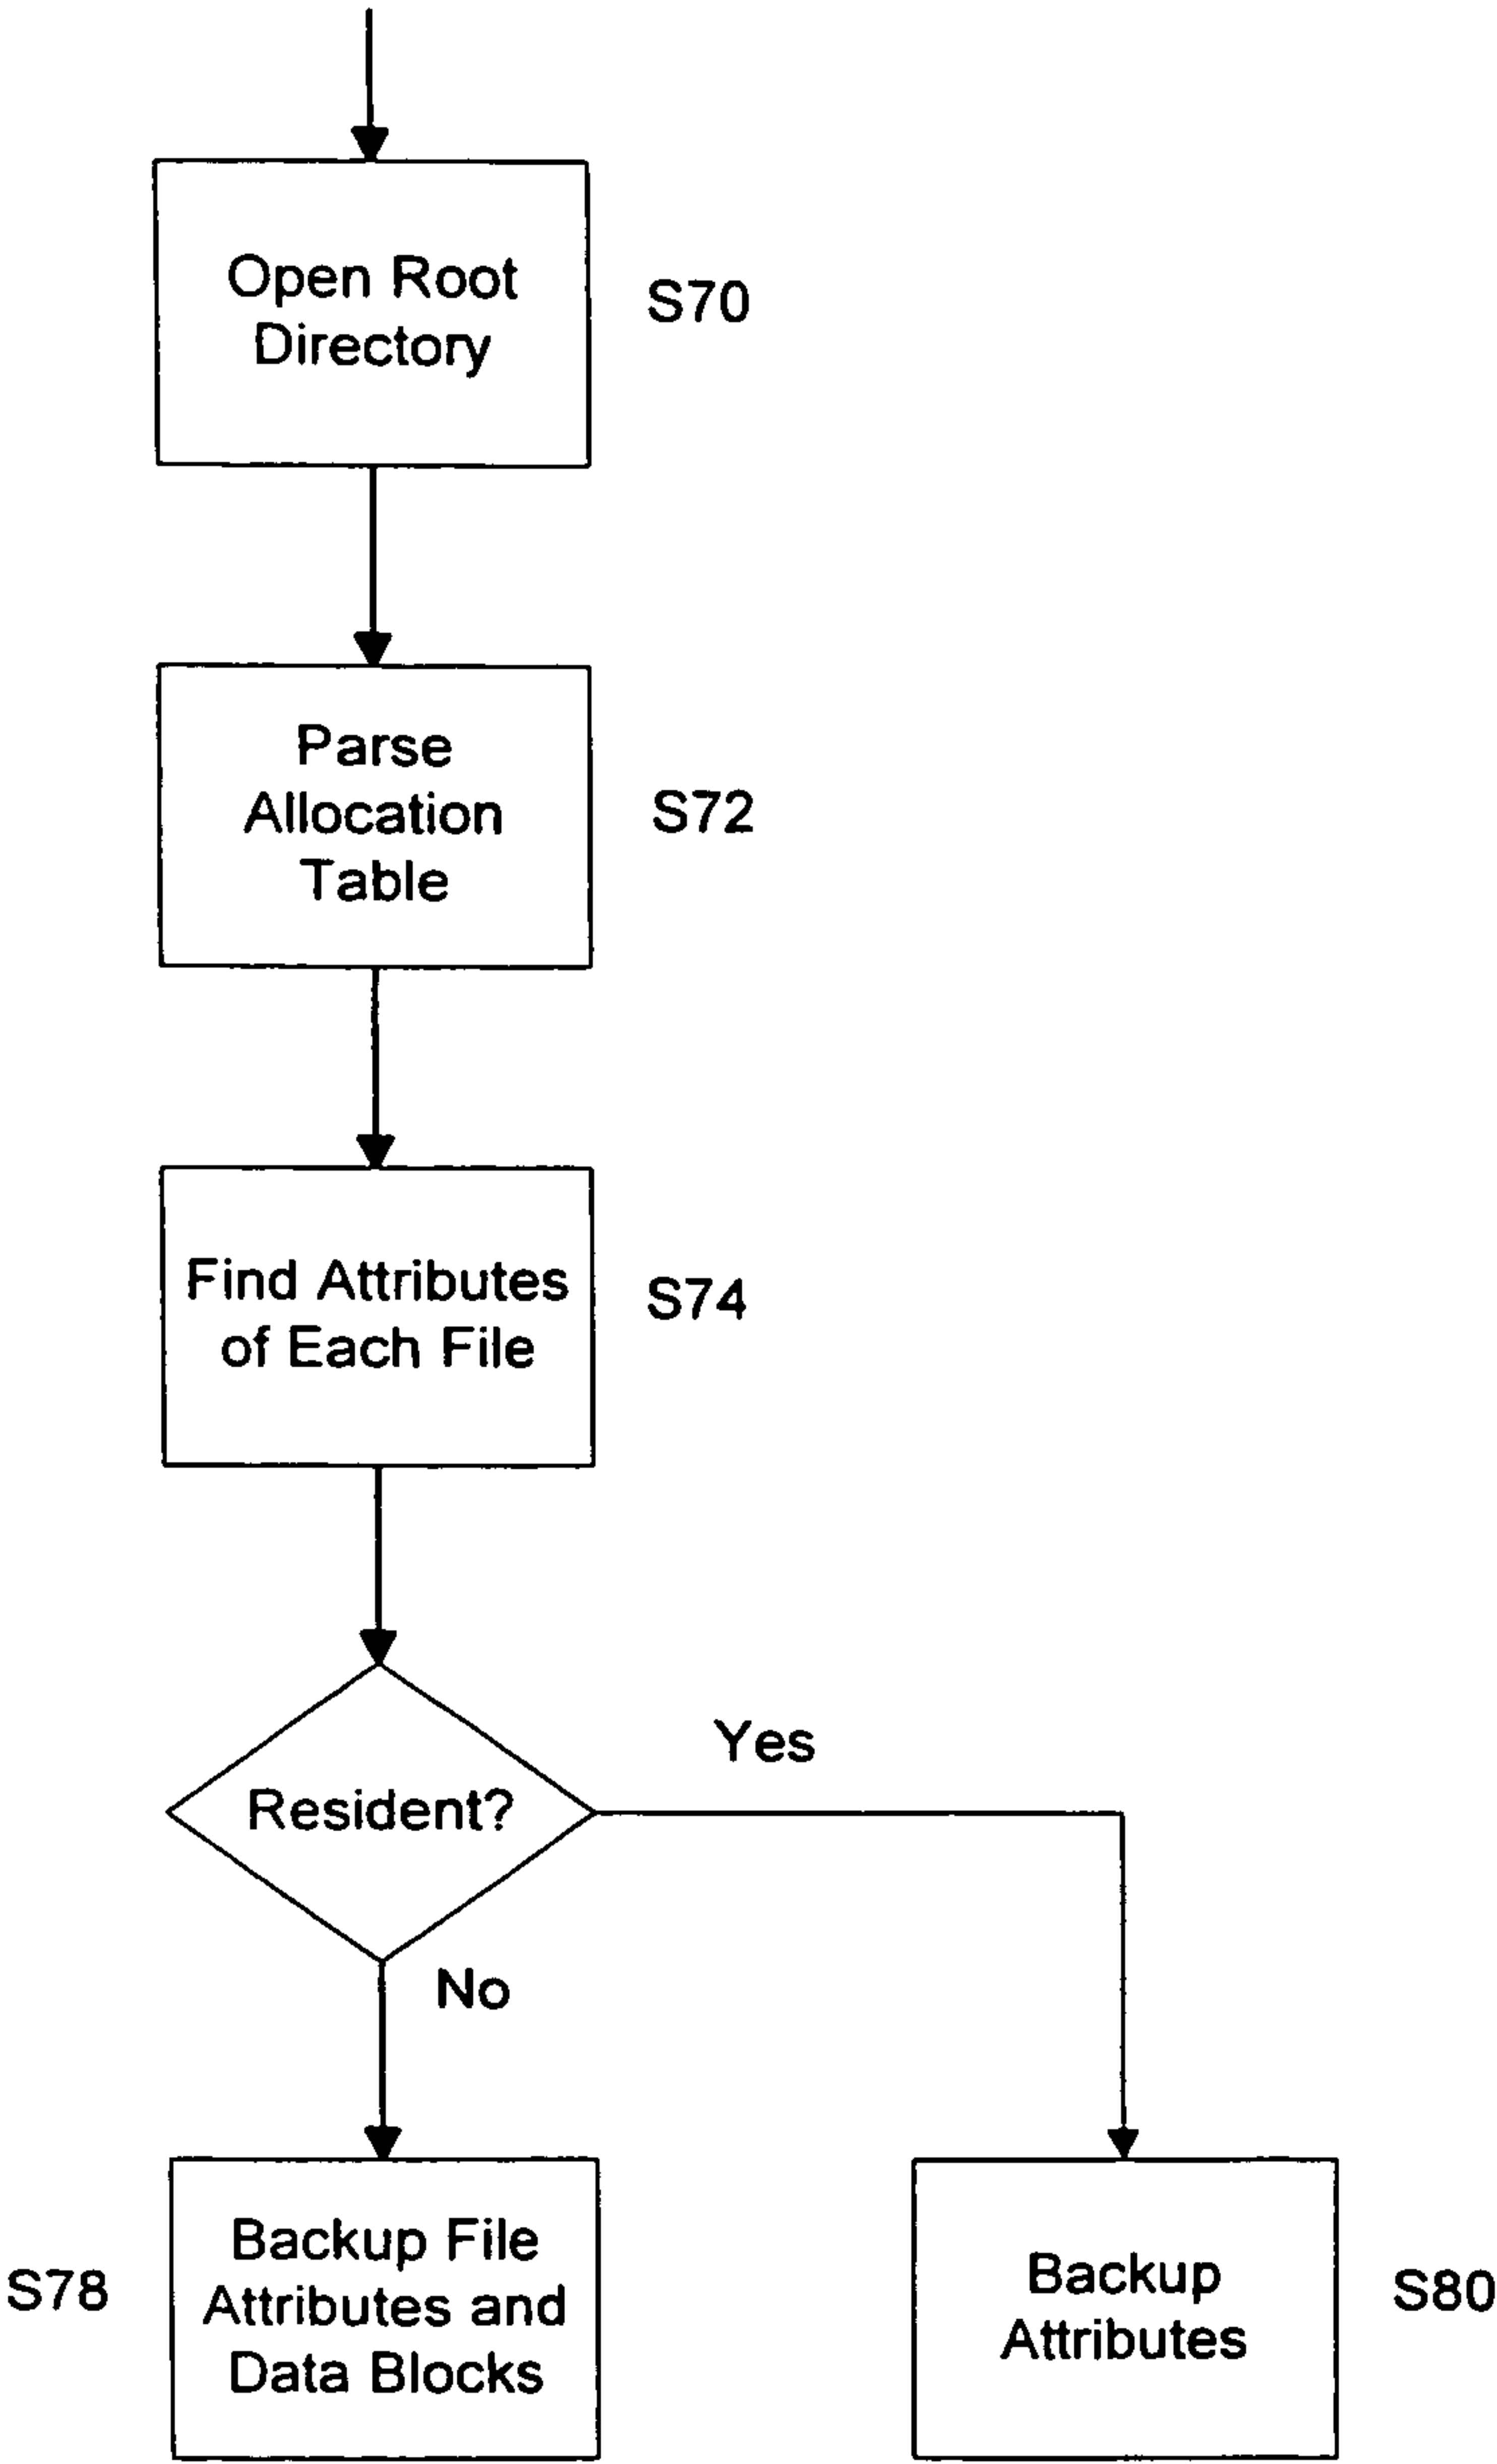 Open Root
Directory
S70
Parse
Allocation
Table
S72
Find Attributes
of Each File
S74
Resident?
Yes
No
S78
Backup File
Attributes and
Data Blocks
Backup
Attributes
S80